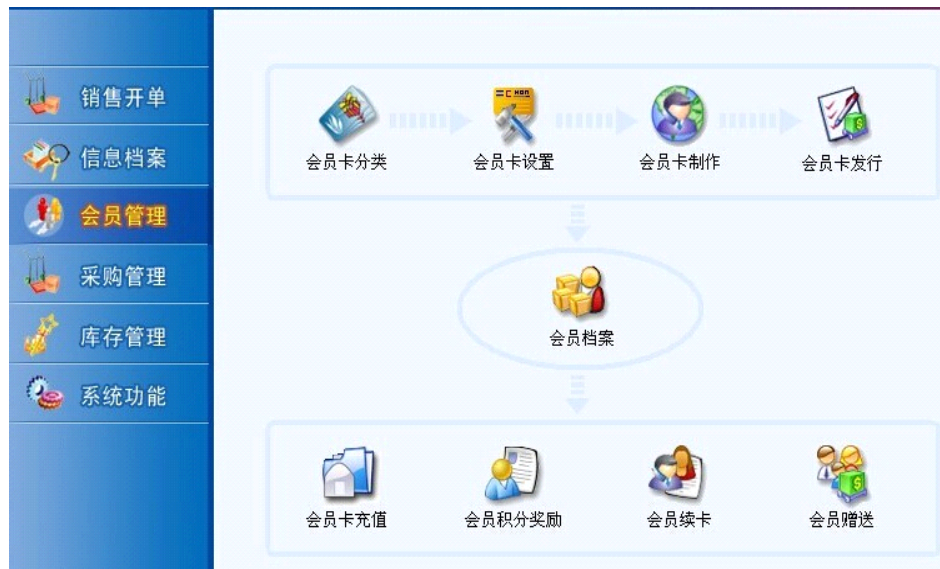 销售开单
信息档案
会员管理
采购管理
库存管理
系统功能
会员卡分类
会员卡设置
会员卡制作
会员卡发行
会员档案
会员卡充值
会员积分奖励
会员续卡
会员赠送